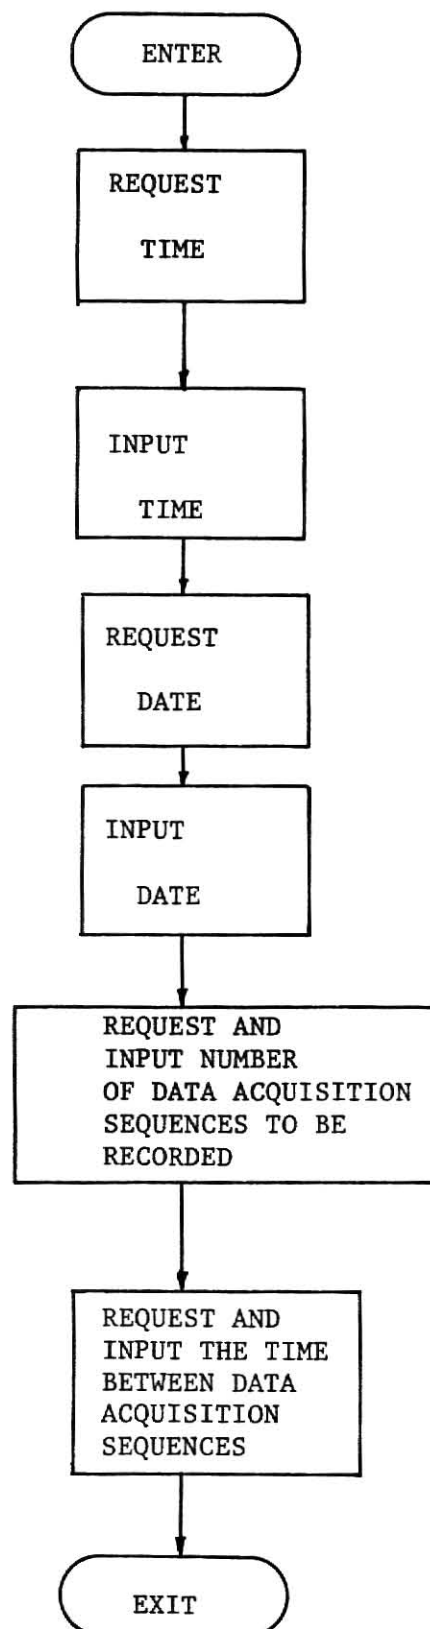 ENTER
REQUEST
TIME
INPUT
TIME
REQUEST
DATE
INPUT
DATE
REQUEST AND
INPUT NUMBER
OF DATA ACQUISITION
SEQUENCES TO BE
RECORDED
REQUEST AND
INPUT THE TIME
BETWEEN DATA
ACQUISITION
SEQUENCES
EXIT